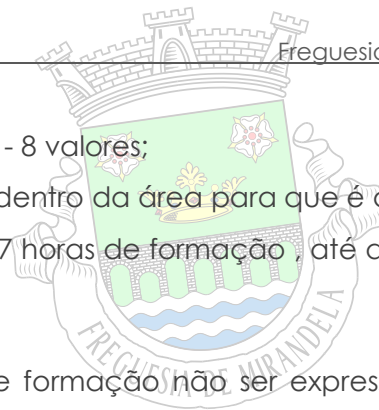 Freguesia
- 8 valores;
dentro da área para que é
7 horas de formação , até
e formação não ser expres
FREGUESIA DE MIRANDELA